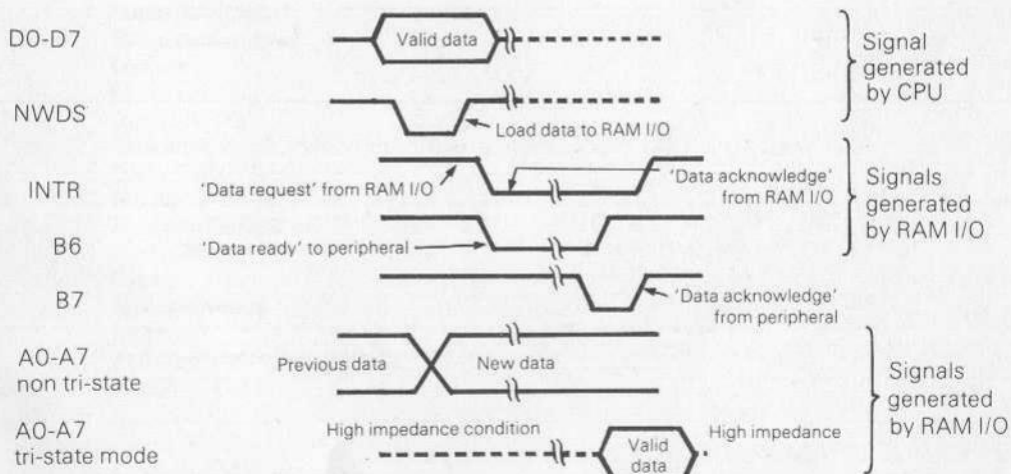 D0-D7
Valid data
Signal
generated
by CPU
NWDS
Load data to RAM I/O
INTR
'Data request' from RAM I/O
'Data acknowledge'
from RAM I/O
Signals
generated
by RAM I/O
B6
'Data ready' to peripheral
B7
'Data acknowledge'
from peripheral
A0-A7
non tri-state
Previous data
New data
Signals
generated
by RAM I/O
A0-A7
tri-state mode
High impedance condition
Valid
data
High impedance